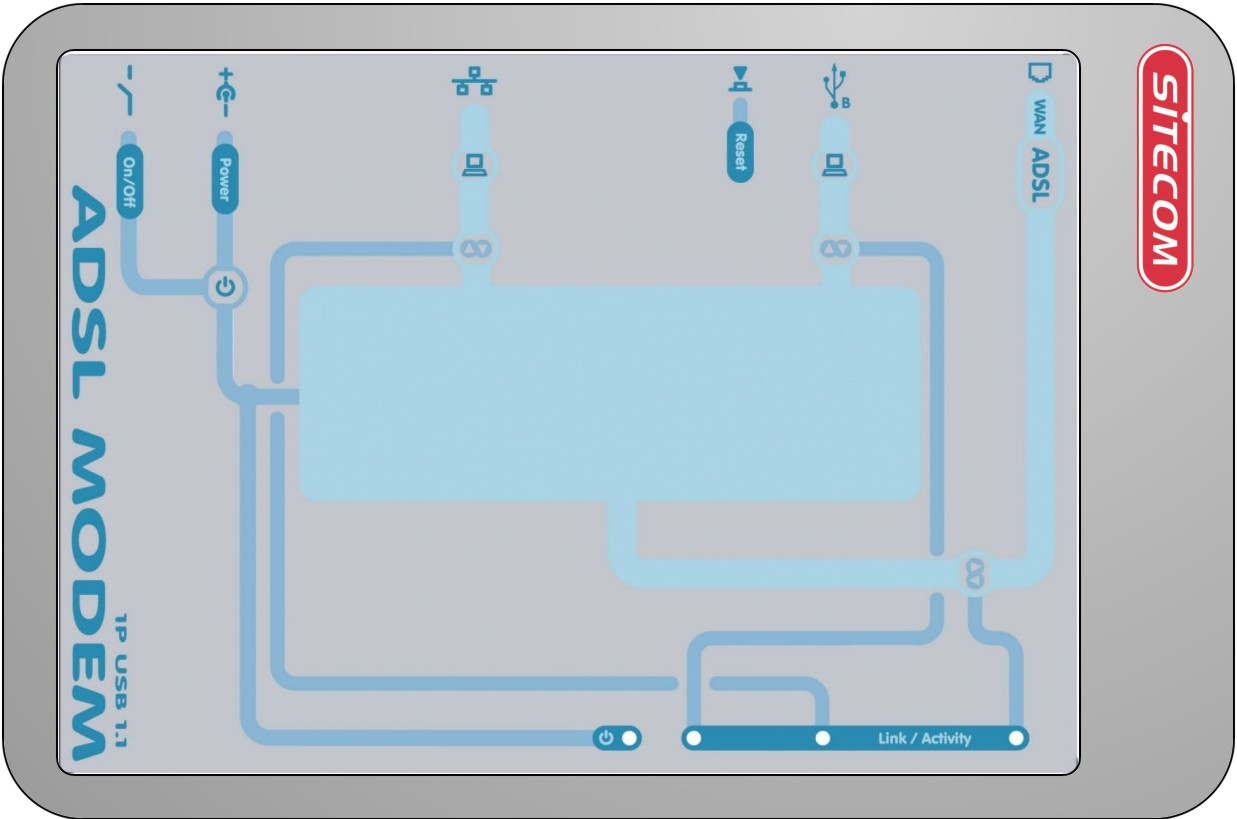 SITECOM
WAN
ADSL
B
Reset
Power
On/Off
ADSL MODEM
1P USB 1.1
Link / Activity